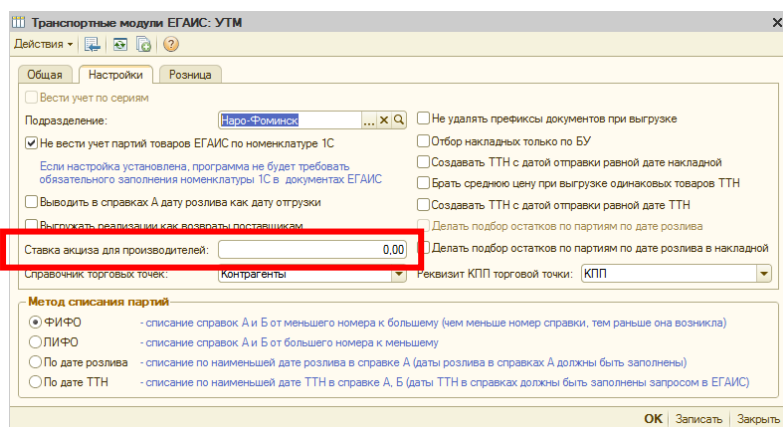 Транспортные модули ЕГАИС: УТМ
Действия
Общая Настройки Розница
Вести учет по сериям
Подразделение: Наро-Фоминск ... x
Не вести учет партий товаров ЕГАИС по номенклатуре 1С
Если настройка установлена, программа не будет требовать
обязательного заполнения номенклатуры 1С в документах ЕГАИС
Выводить в справках А дату розлива как дату отгрузки
Выгружать реализации как возвраты поставщикам
Ставка акциза для производителей: 0,00
Справочник торговых точек: Контрагенты
Не удалять префиксы документов при выгрузке
Отбор накладных только по БУ
Создавать ТТН с датой отправки равной дате накладной
Брать среднюю цену при выгрузке одинаковых товаров ТТН
Создавать ТТН с датой отправки равной дате ТТН
Делать подбор остатков по партиям по дате розлива
Делать подбор остатков по партиям по дате розлива в накладной
Реквизит КПП торговой точки: КПП
Метод списания партий
ФИФО - списание справок А и Б от меньшего номера к большему (чем меньше номер справки, тем раньше она возникла)
ЛИФО - списание справок А и Б от большего номера к меньшему
По дате розлива - списание по наименьшей дате розлива в справке А (даты розлива в справках А должны быть заполнены)
По дате ТТН - списание по наименьшей дате ТТН в справке А, Б (даты ТТН в справках должны быть заполнены запросом в ЕГАИС)
OK Записать Закрыть